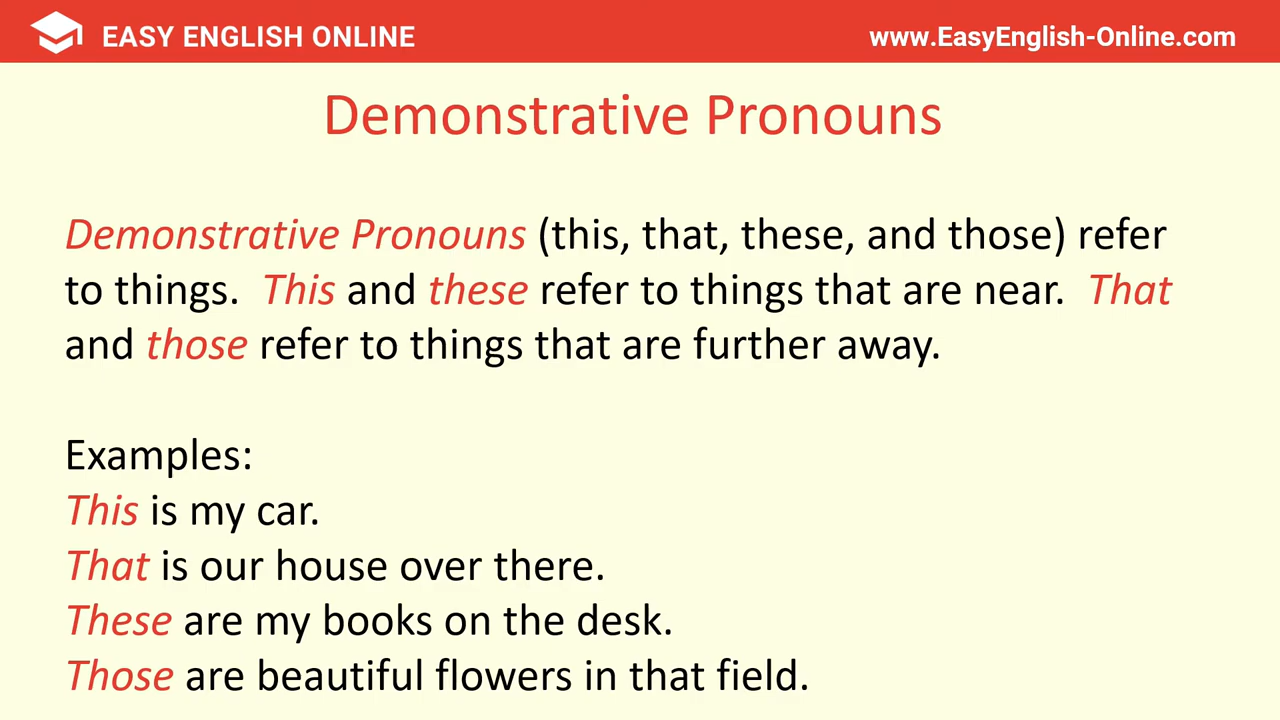 EASY ENGLISH ONLINE
www.EasyEnglish-Online.com
Demonstrative Pronouns
Demonstrative Pronouns (this, that, these, and those) refer
to things. This and these refer to things that are near. That
and those refer to things that are further away.
Examples:
This is my car.
That is our house over there.
These are my books on the desk.
Those are beautiful flowers in that field.